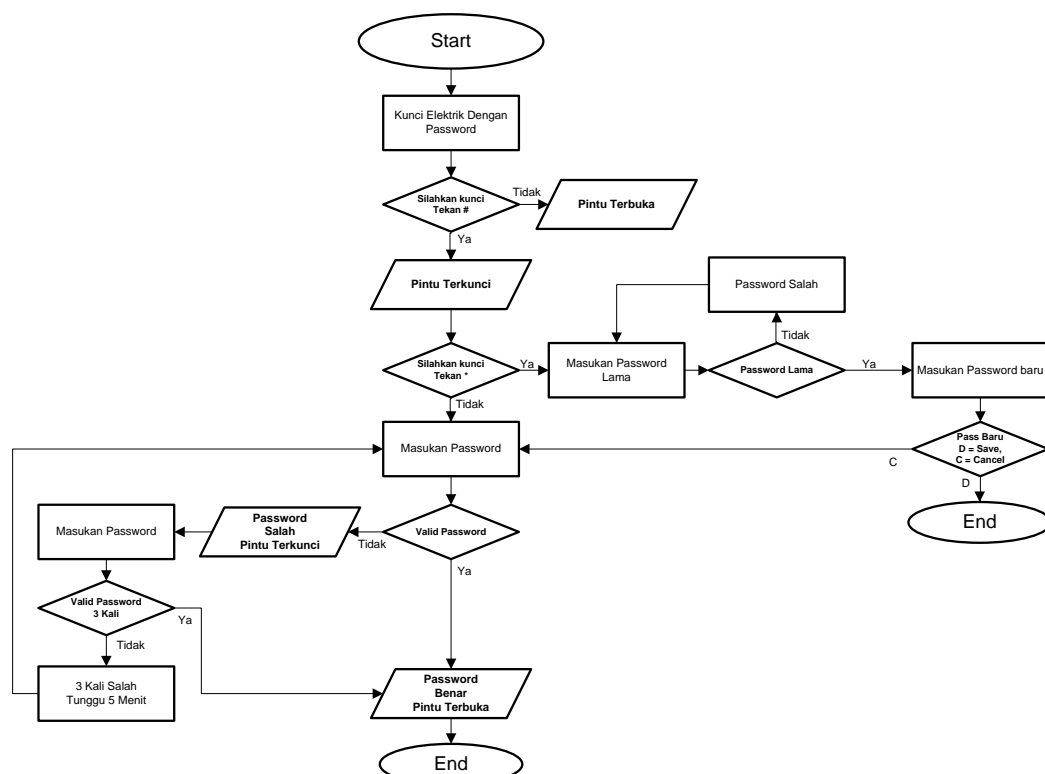 Start
Kunci Elektrik Dengan
Password
Silahkan kunci
Tekan #
Tidak
Pintu Terbuka
Ya
Pintu Terkunci
Password Salah
Tidak
Silahkan kunci
Tekan *
Ya
Masukan Password
Lama
Password Lama
Ya
Masukan Password baru
Tidak
Masukan Password
Pass Baru
D = Save,
C = Cancel
C
D
End
Masukan Password
Password
Salah
Pintu Terkunci
Tidak
Valid Password
Ya
Valid Password
3 Kali
Ya
Tidak
3 Kali Salah
Tunggu 5 Menit
Password
Benar
Pintu Terbuka
End